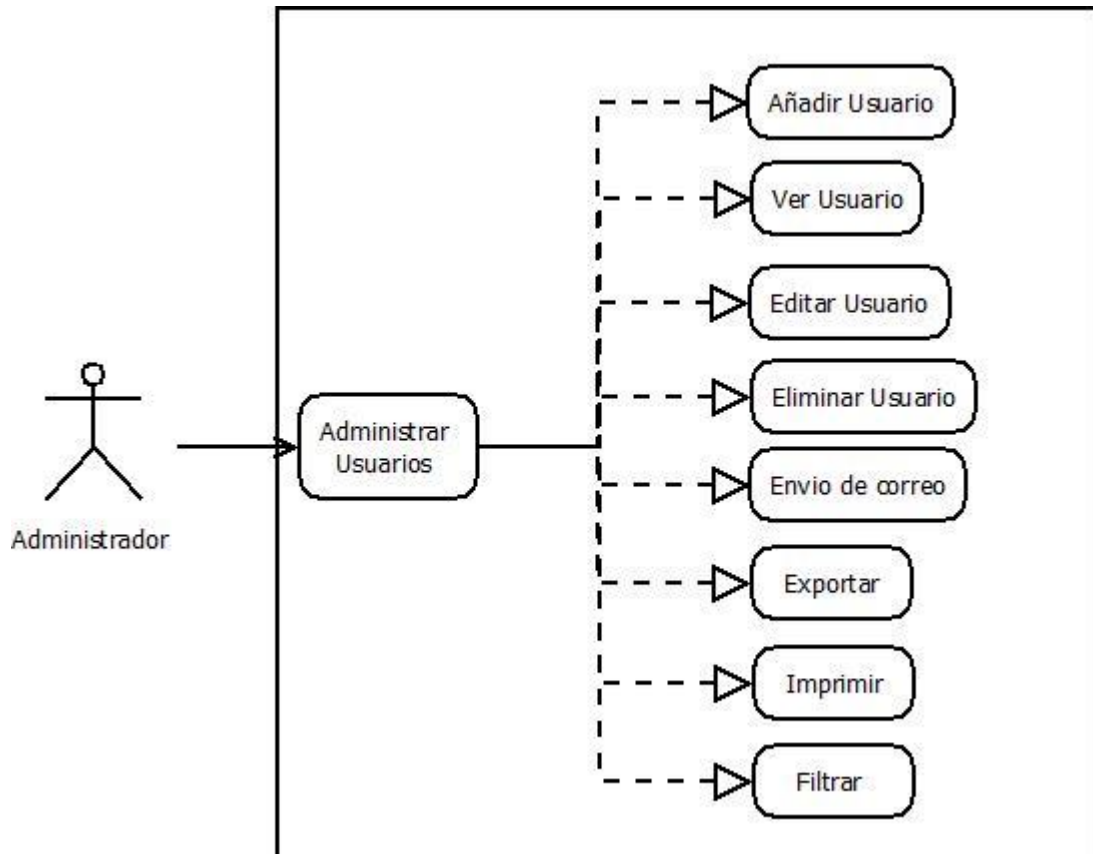 Añadir Usuario
Ver Usuario
Editar Usuario
Eliminar Usuario
Administrar
Usuarios
Envio de correo
Administrador
Exportar
Imprimir
Filtrar